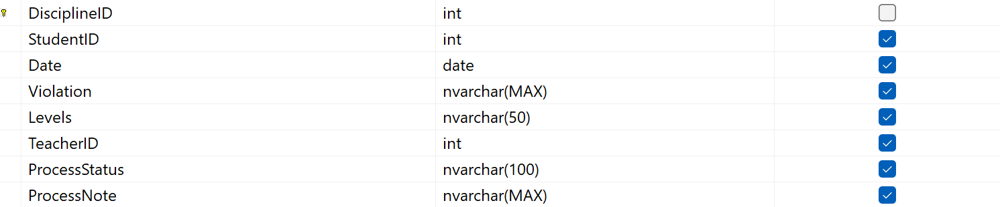 DisciplineID int
StudentID int
Date date
Violation nvarchar(MAX)
Levels nvarchar(50)
TeacherID int
ProcessStatus nvarchar(100)
ProcessNote nvarchar(MAX)